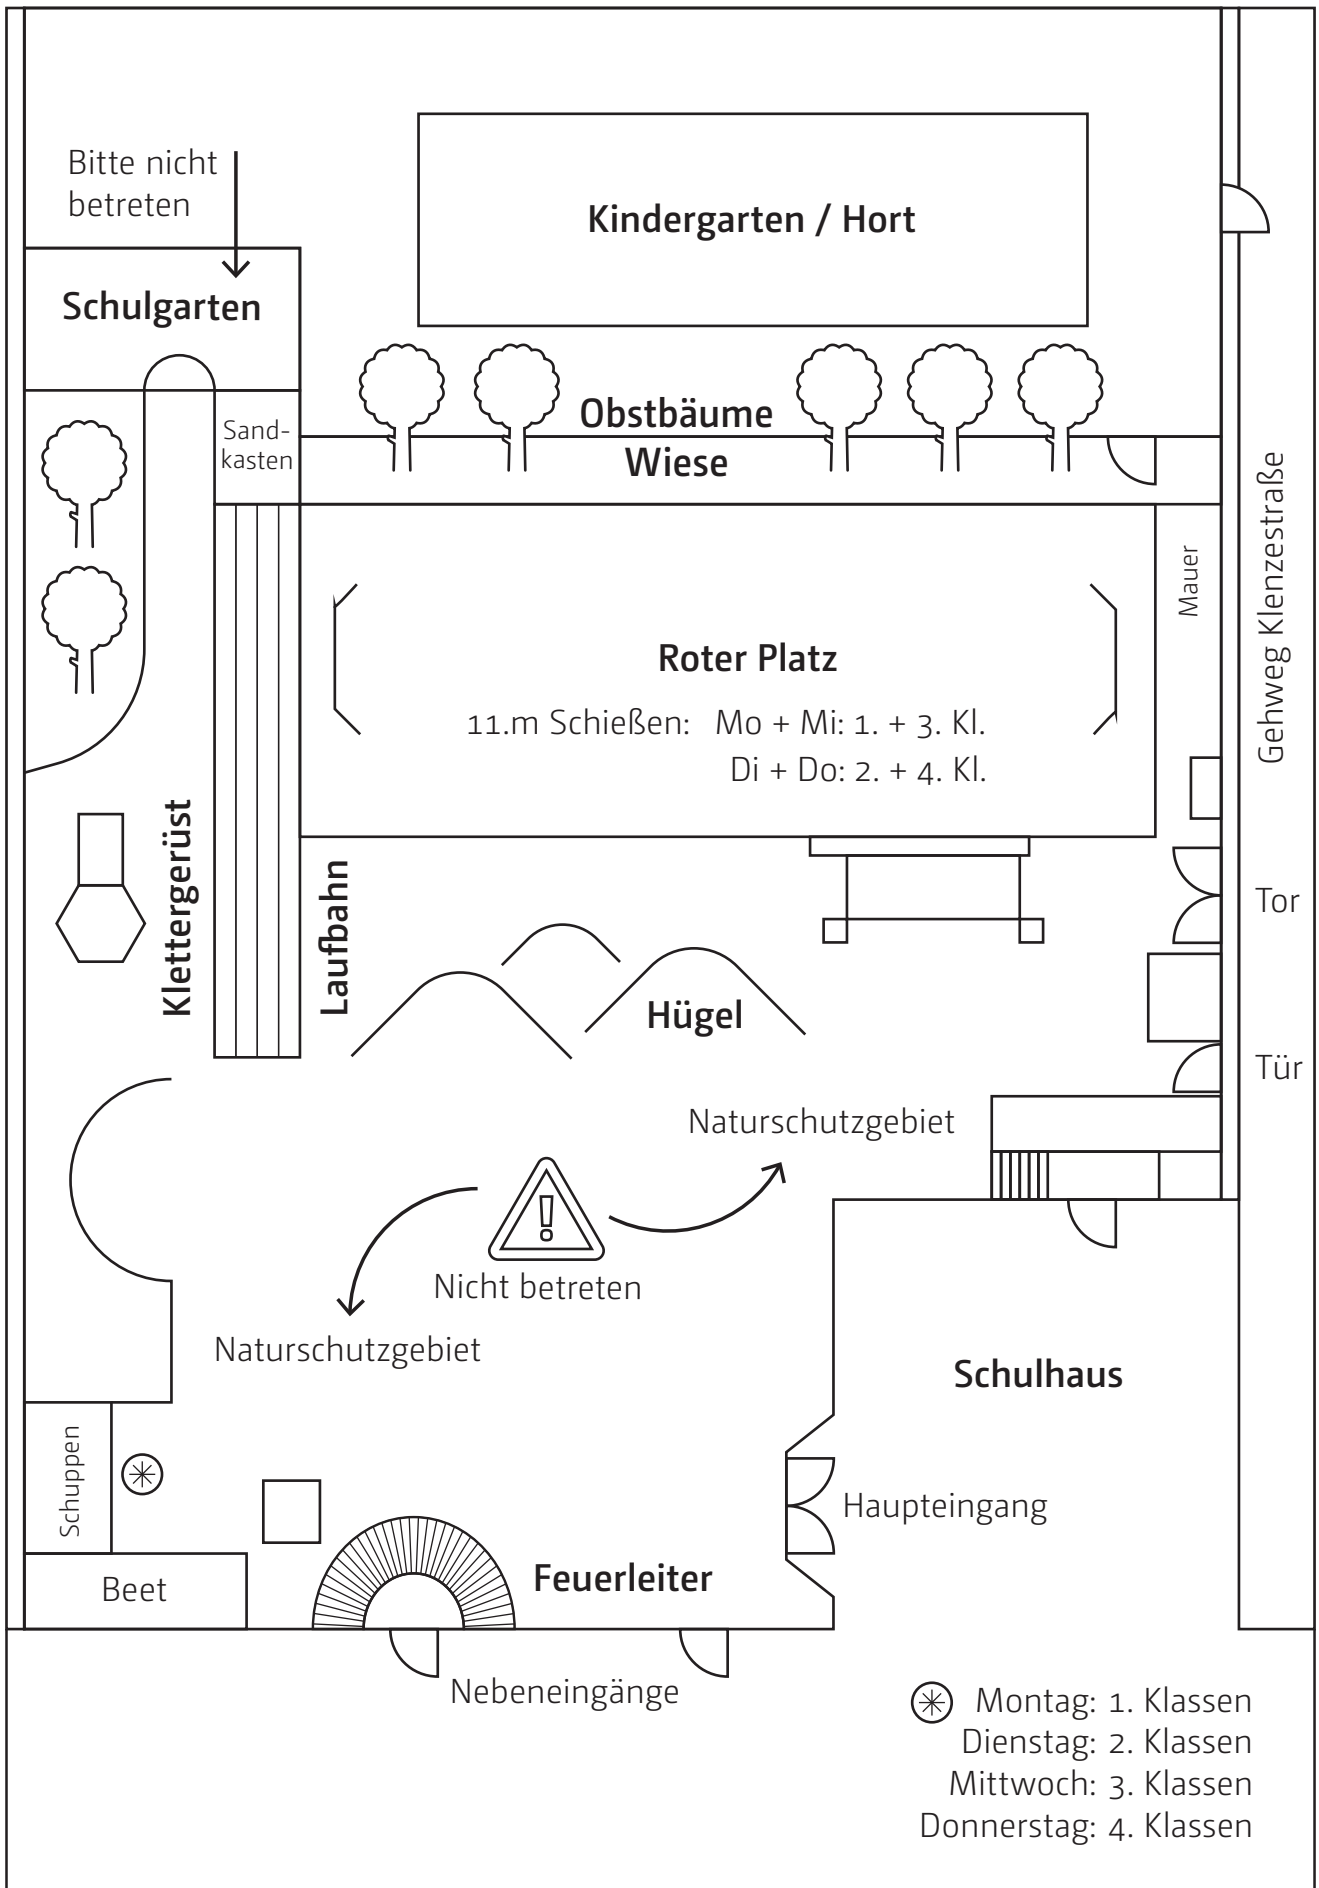 Bitte nicht
betreten
Kindergarten / Hort
Schulgarten
Obstbäume
Wiese
Sand-
kasten
Mauer
Gehweg Klenzestraße
Roter Platz
11.m Schießen: Mo + Mi: 1. + 3. Kl.
Di + Do: 2. + 4. Kl.
Klettergerüst
Laufbahn
Tor
Hügel
Tür
Naturschutzgebiet
Nicht betreten
Naturschutzgebiet
Schulhaus
Schuppen
Haupteingang
Feuerleiter
Beet
Nebeneingänge
Montag: 1. Klassen
Dienstag: 2. Klassen
Mittwoch: 3. Klassen
Donnerstag: 4. Klassen